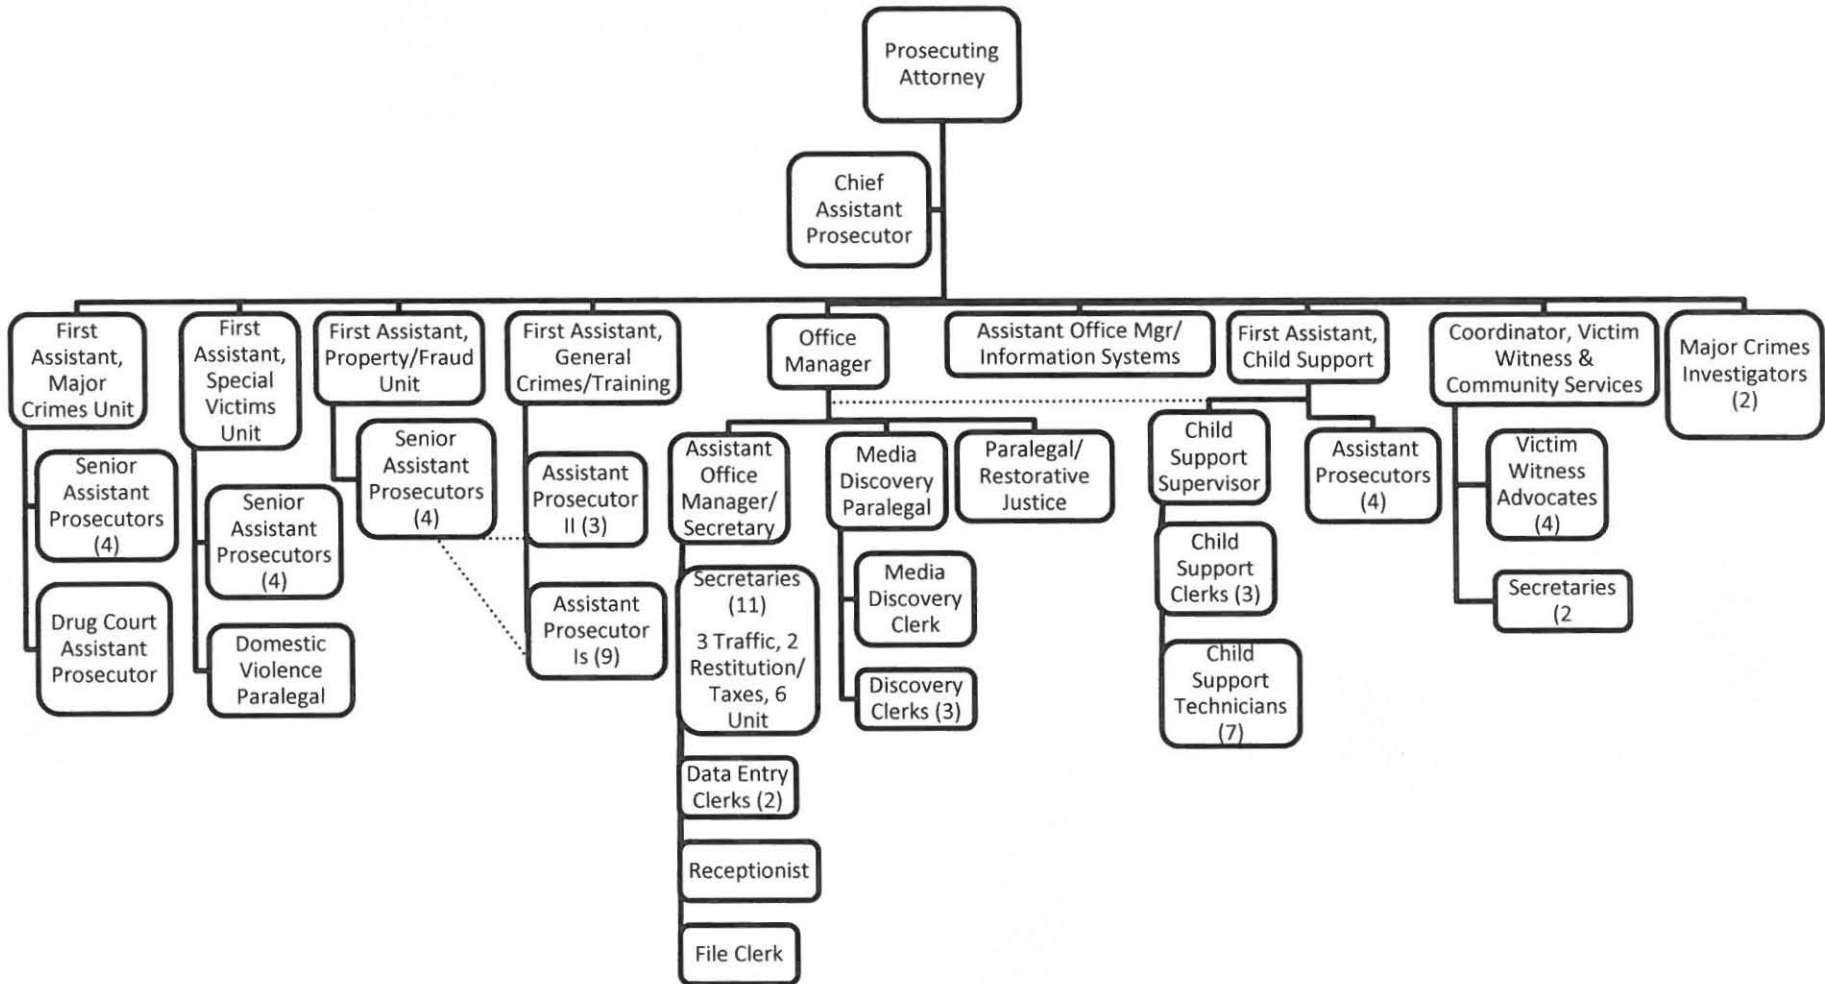 Prosecuting
Attorney
Chief
Assistant
Prosecutor
First
Assistant,
Major
Crimes Unit
Senior
Assistant
Prosecutors
(4)
Drug Court
Assistant
Prosecutor
First
Assistant,
Special
Victims
Unit
Senior
Assistant
Prosecutors
(4)
Domestic
Violence
Paralegal
First Assistant,
Property/Fraud
Unit
Senior
Assistant
Prosecutors
(4)
First Assistant,
General
Crimes/Training
Assistant
Prosecutor
II (3)
Assistant
Prosecutor
Is (9)
Office
Manager
Assistant
Office
Manager/
Secretary
Secretaries
(11)
3 Traffic, 2
Restitution/
Taxes, 6
Unit
Data Entry
Clerks (2)
Receptionist
File Clerk
Media
Discovery
Paralegal
Media
Discovery
Clerk
Discovery
Clerks (3)
Paralegal/
Restorative
Justice
Assistant Office Mgr/
Information Systems
First Assistant,
Child Support
Child
Support
Supervisor
Child
Support
Clerks (3)
Child
Support
Technicians
(7)
Assistant
Prosecutors
(4)
Coordinator, Victim
Witness &
Community Services
Victim
Witness
Advocates
(4)
Secretaries
(2
Major Crimes
Investigators
(2)